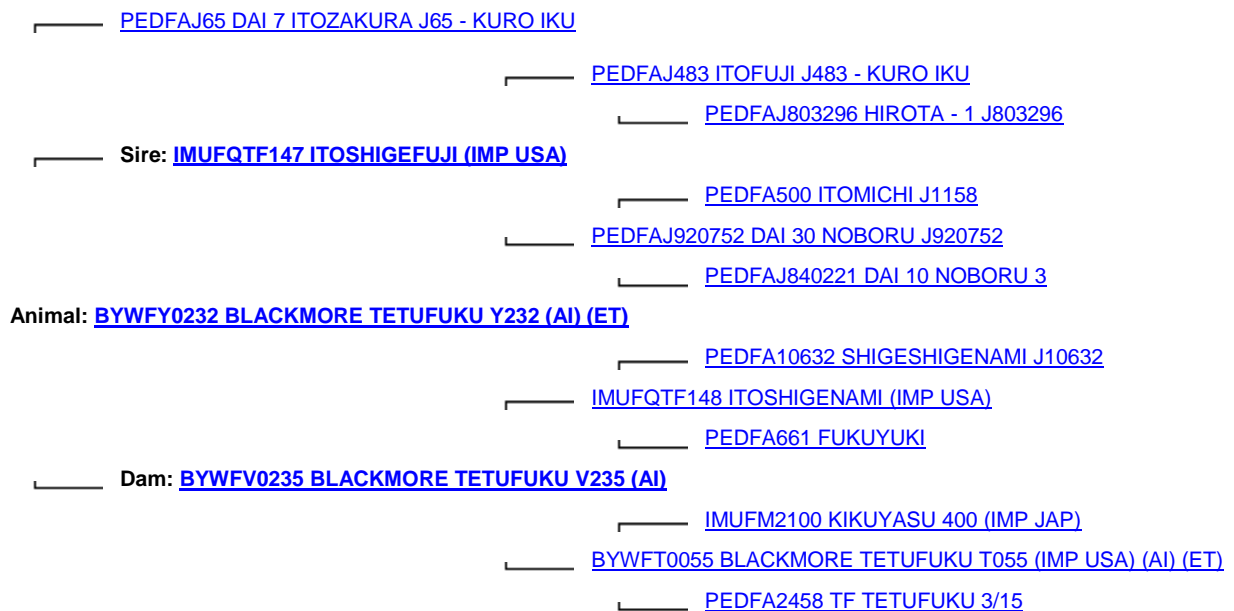 PEDFAJ65 DAI 7 ITOZAKURA J65 - KURO IKU
PEDFAJ483 ITOFUJI J483 - KURO IKU
PEDFAJ803296 HIROTA - 1 J803296
Sire: IMUFQTF147 ITOSHIGEFUJI (IMP USA)
PEDFA500 ITOMICHI J1158
PEDFAJ920752 DAI 30 NOBORU J920752
PEDFAJ840221 DAI 10 NOBORU 3
Animal: BYWFY0232 BLACKMORE TETUFUKU Y232 (AI) (ET)
PEDFA10632 SHIGESHIGENAMI J10632
IMUFQTF148 ITOSHIGENAMI (IMP USA)
PEDFA661 FUKUYUKI
Dam: BYWFV0235 BLACKMORE TETUFUKU V235 (AI)
IMUFM2100 KIKUYASU 400 (IMP JAP)
BYWFT0055 BLACKMORE TETUFUKU T055 (IMP USA) (AI) (ET)
PEDFA2458 TF TETUFUKU 3/15